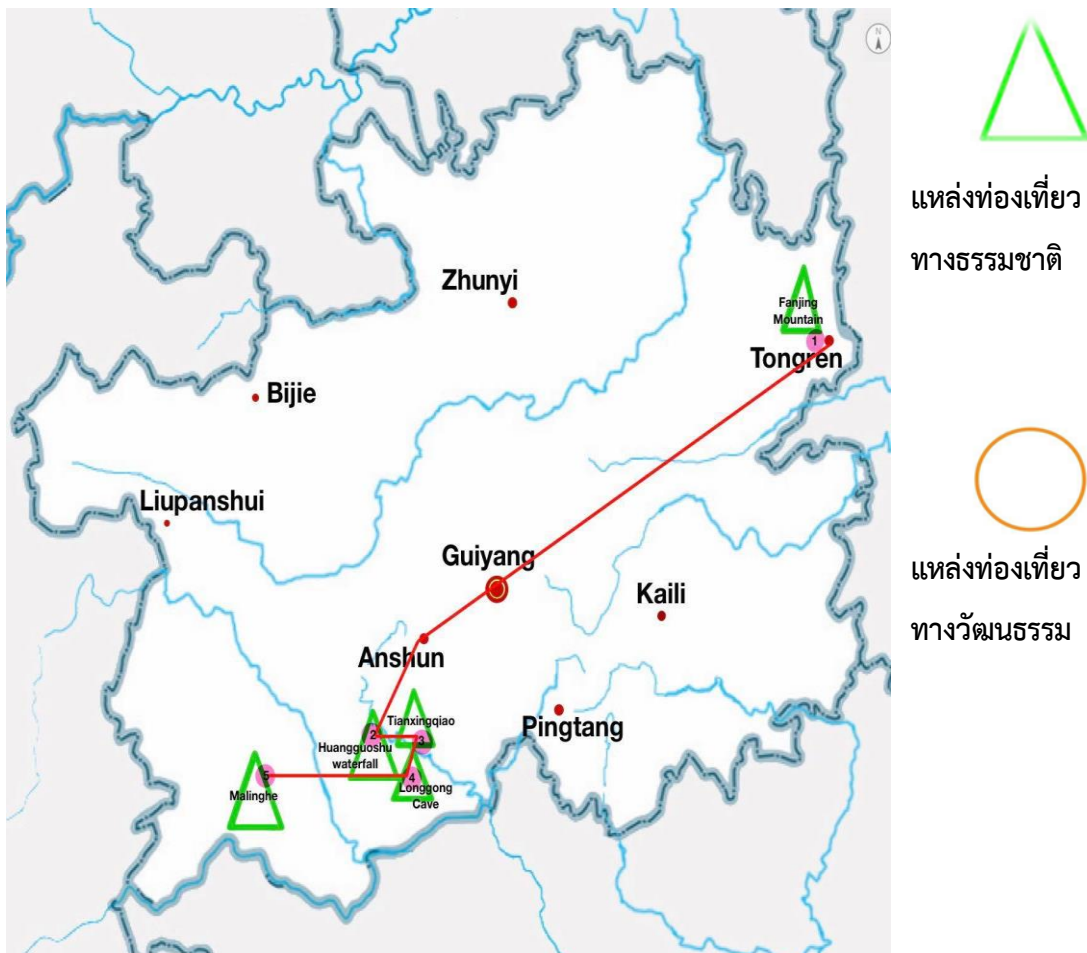 N
Zhunyi
Fanjing
Mountain
1
Tongren
Bijie
Liupanshui
Guiyang
Kaili
Anshun
Pingtang
Tianxingqiao
2
3
Huangguoshu
waterfall
5
4
Malinghe
Longgong
Cave
แหล่งท่องเที่ยว
ทางธรรมชาติ
แหล่งท่องเที่ยว
ทางวัฒนธรรม